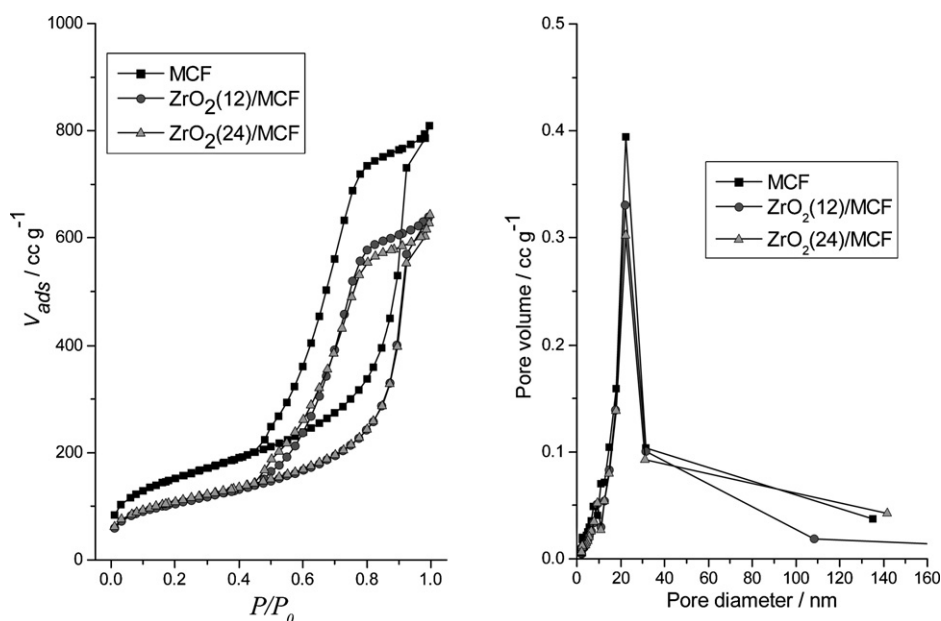 1000
800
600
400
200
0
V_ads / cc g⁻¹
MCF
ZrO₂(12)/MCF
ZrO₂(24)/MCF
0.0 0.2 0.4 0.6 0.8 1.0
P/P₀
0.5
0.4
0.3
0.2
0.1
0.0
Pore volume / cc g⁻¹
MCF
ZrO₂(12)/MCF
ZrO₂(24)/MCF
0 20 40 60 80 100 120 140 160
Pore diameter / nm